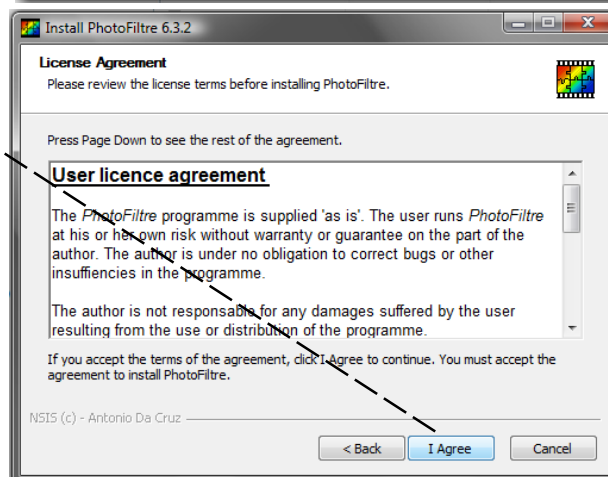 Install PhotoFiltre 6.3.2
License Agreement
Please review the license terms before installing PhotoFiltre.
Press Page Down to see the rest of the agreement.
User licence agreement
The PhotoFiltre programme is supplied 'as is'. The user runs PhotoFiltre
at his or her own risk without warranty or guarantee on the part of the
author. The author is under no obligation to correct bugs or other
insuffiencies in the programme.
The author is not responsable for any damages suffered by the user
resulting from the use or distribution of the programme.
If you accept the terms of the agreement, click I Agree to continue. You must accept the
agreement to install PhotoFiltre.
NSIS (c) - Antonio Da Cruz
< Back I Agree Cancel